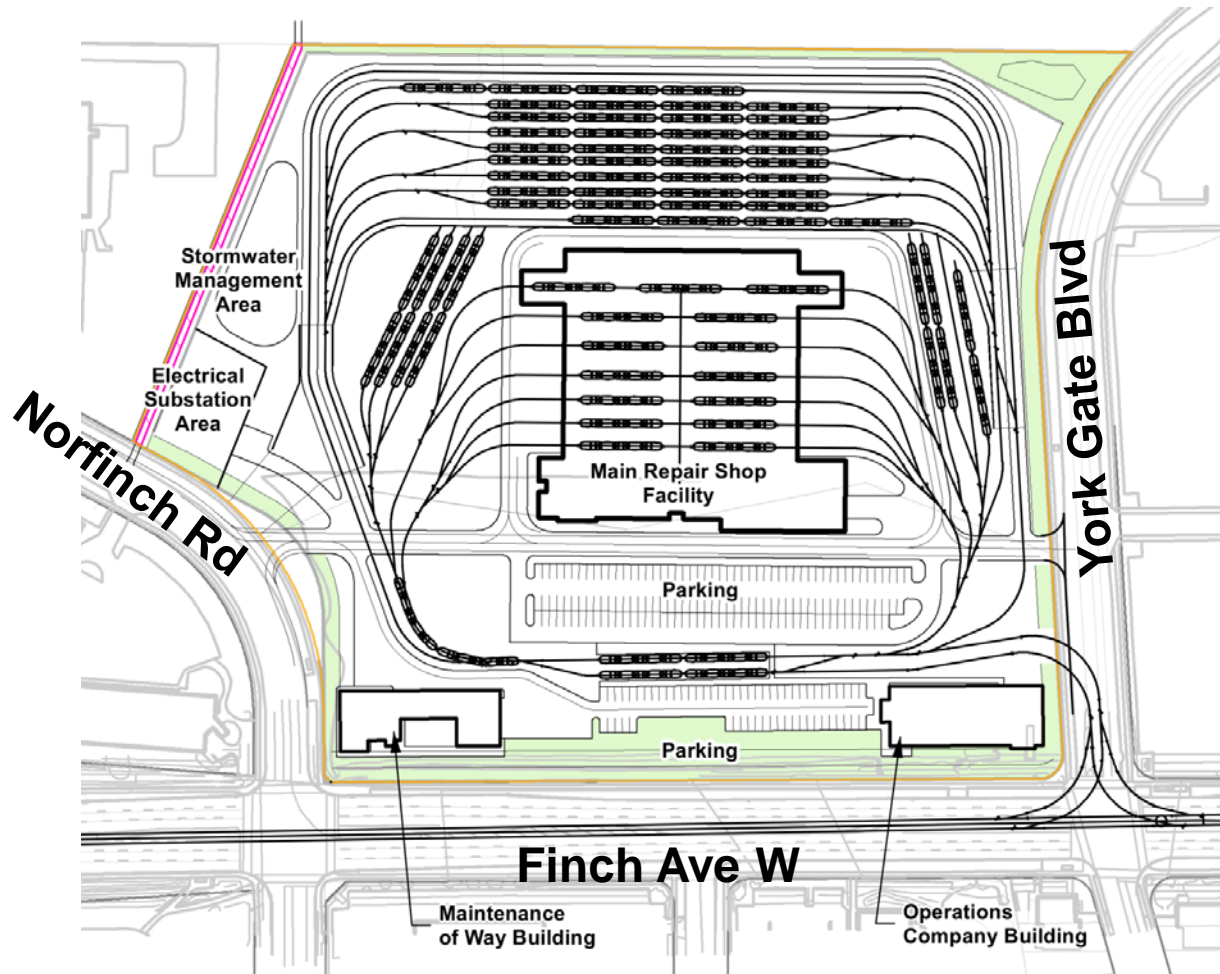 Stormwater
Management
Area
Electrical
Substation
Area
Norfinch Rd
York Gate Blvd
Main Repair Shop
Facility
Parking
Parking
Finch Ave W
Maintenance
of Way Building
Operations
Company Building